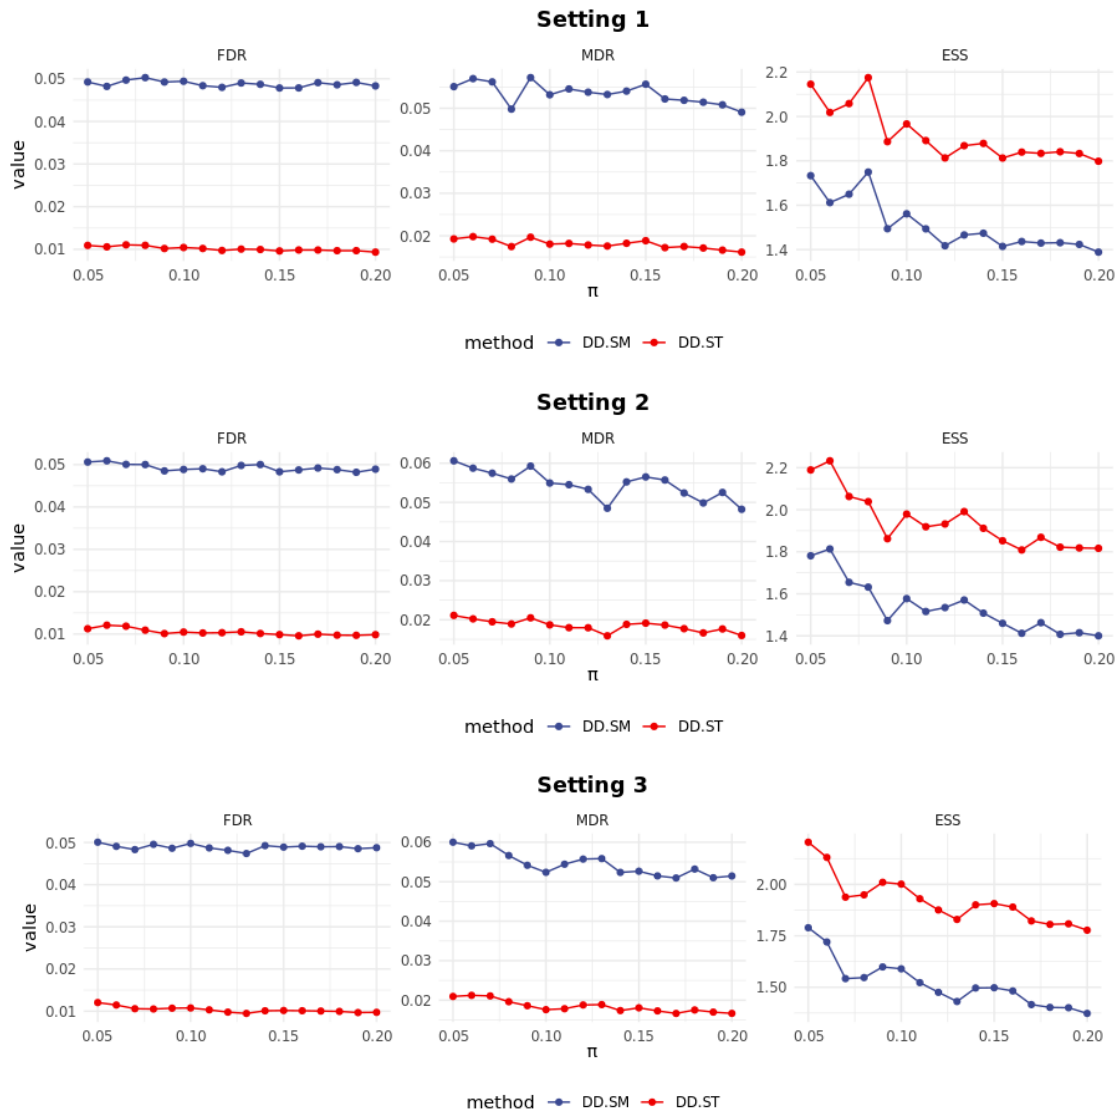 Setting 1
FDR MDR ESS
value
0.05 0.04 0.03 0.02 0.01
0.05 0.04 0.03 0.02
2.2 2.0 1.8 1.6 1.4
0.05 0.10 0.15 0.20 0.05 0.10 0.15 0.20 0.05 0.10 0.15 0.20
π
method DD.SM DD.ST
Setting 2
FDR MDR ESS
value
0.05 0.04 0.03 0.02 0.01
0.06 0.05 0.04 0.03 0.02
2.2 2.0 1.8 1.6 1.4
0.05 0.10 0.15 0.20 0.05 0.10 0.15 0.20 0.05 0.10 0.15 0.20
π
method DD.SM DD.ST
Setting 3
FDR MDR ESS
value
0.05 0.04 0.03 0.02 0.01
0.06 0.05 0.04 0.03 0.02
2.00 1.75 1.50
0.05 0.10 0.15 0.20 0.05 0.10 0.15 0.20 0.05 0.10 0.15 0.20
π
method DD.SM DD.ST